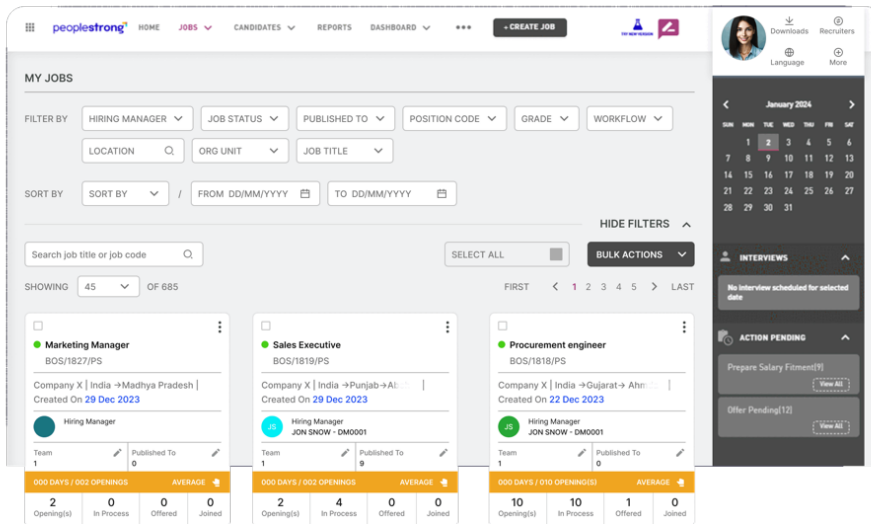 peoplestrong HOME JOBS CANDIDATES REPORTS DASHBOARD ••• + CREATE JOB
Downloads Recruiters
Language More
MY JOBS
FILTER BY HIRING MANAGER JOB STATUS PUBLISHED TO POSITION CODE GRADE WORKFLOW
LOCATION ORG UNIT JOB TITLE
SORT BY SORT BY / FROM DD/MM/YYYY TO DD/MM/YYYY
HIDE FILTERS
Search job title or job code SELECT ALL BULK ACTIONS
SHOWING 45 OF 685 FIRST 1 2 3 4 5 LAST
Marketing Manager
BOS/1827/PS
Company X | India →Madhya Pradesh |
Created On 29 Dec 2023
Hiring Manager
Team Published To
1 0
000 DAYS / 002 OPENINGS AVERAGE
2 0 0 0
Opening(s) In Process Offered Joined
Sales Executive
BOS/1819/PS
Company X | India →Punjab→ |
Created On 29 Dec 2023
JS
Hiring Manager
JON SNOW - DM0001
Team Published To
1 9
000 DAYS / 002 OPENINGS AVERAGE
2 4 0 0
Opening(s) In Process Offered Joined
Procurement engineer
BOS/1818/PS
Company X | India →Gujarat→ |
Created On 22 Dec 2023
JS
Hiring Manager
JON SNOW - DM0001
Team Published To
1 0
000 DAYS / 010 OPENING(S) AVERAGE
10 10 1 0
Opening(s) In Process Offered Joined
January 2024
SUN MON TUE WED THU FRI SAT
1 2 3 4 5 6
7 8 9 10 11 12 13
14 15 16 17 18 19 20
21 22 23 24 25 26 27
28 29 30 31
INTERVIEWS
No interview scheduled for selected
date
ACTION PENDING
Prepare Salary Fitment[9]
View All
Offer Pending[12]
View All